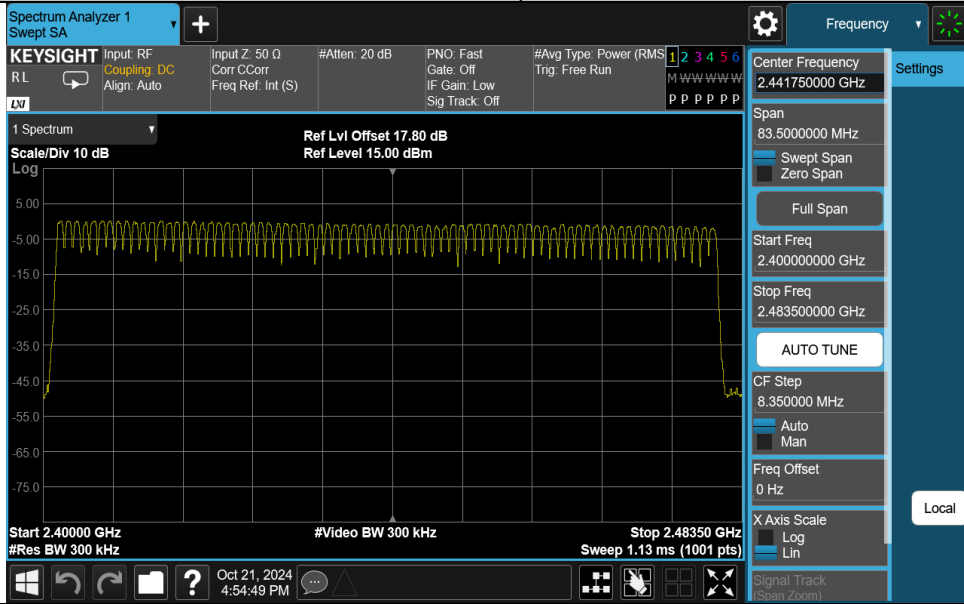 Spectrum Analyzer 1
Swept SA
Frequency
KEYSIGHT
R L
LXI
Input: RF
Coupling: DC
Align: Auto
Input Z: 50 Ω
Corr CCorr
Freq Ref: Int (S)
#Atten: 20 dB
PNO: Fast
Gate: Off
IF Gain: Low
Sig Track: Off
#Avg Type: Power (RMS
Trig: Free Run
1 2 3 4 5 6
M W W W W W
P P P P P P
Center Frequency
2.441750000 GHz
Settings
Span
83.5000000 MHz
Swept Span
Zero Span
Full Span
Start Freq
2.400000000 GHz
Stop Freq
2.483500000 GHz
AUTO TUNE
CF Step
8.350000 MHz
Auto
Man
Freq Offset
0 Hz
X Axis Scale
Log
Lin
Signal Track
(Span Zoom)
Local
1 Spectrum
Scale/Div 10 dB
Ref Lvl Offset 17.80 dB
Ref Level 15.00 dBm
Log
5.00
-5.00
-15.0
-25.0
-35.0
-45.0
-55.0
-65.0
-75.0
Start 2.40000 GHz
#Video BW 300 kHz
Stop 2.48350 GHz
#Res BW 300 kHz
Sweep 1.13 ms (1001 pts)
?
Oct 21, 2024
4:54:49 PM